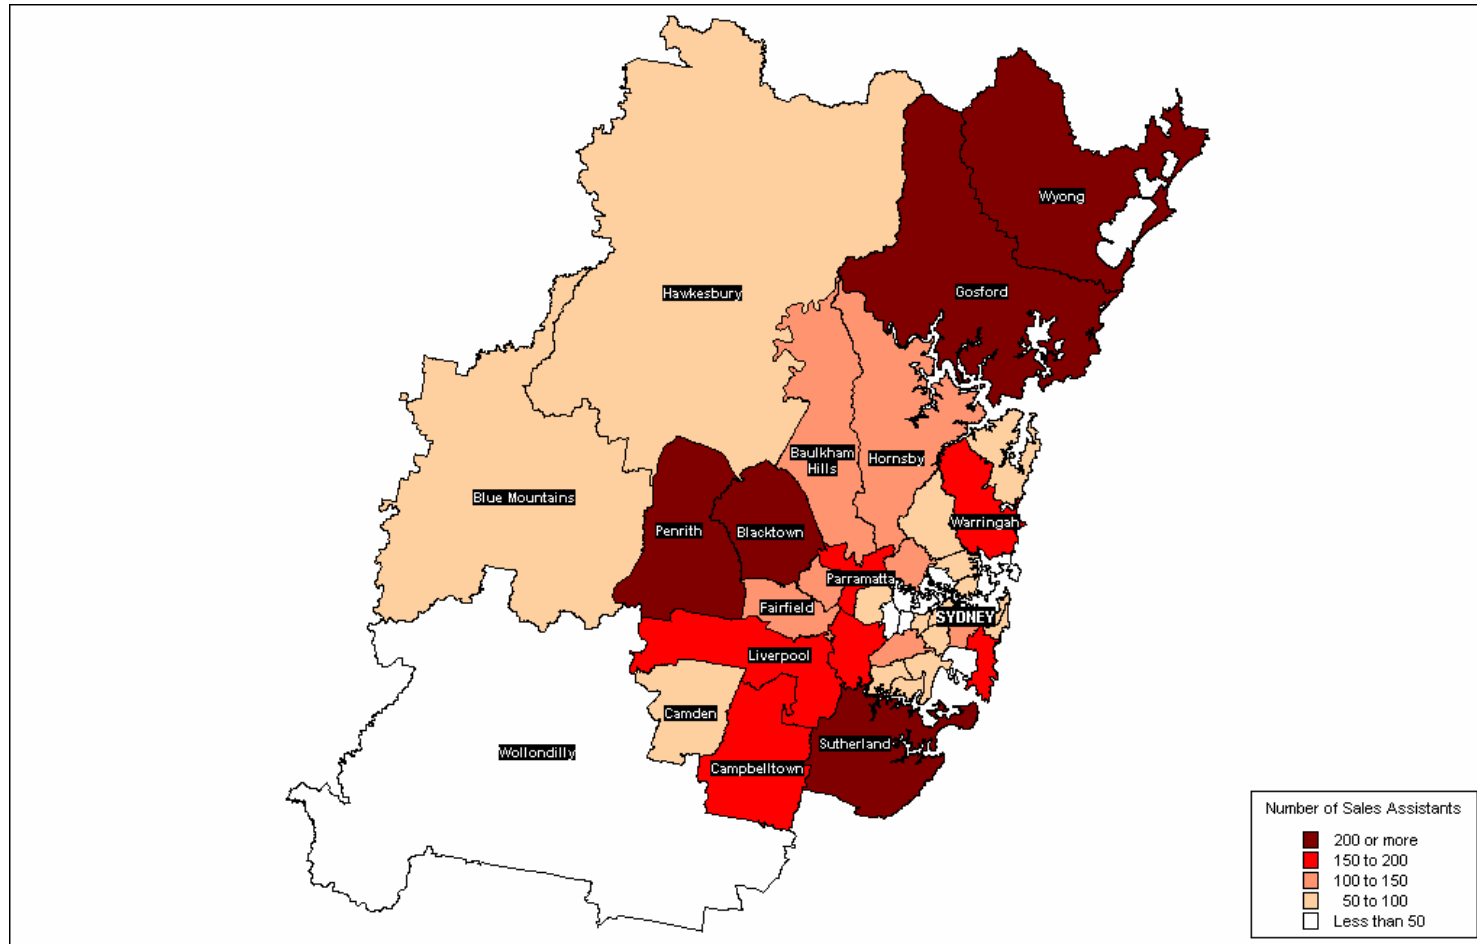 Wyong
Hawkesbury
Gosford
Baulkham
Hills
Hornsby
Blue Mountains
Penrith
Blacktown
Warringah
Parramatta
Fairfield
SYDNEY
Liverpool
Camden
Sutherland
Wollondilly
Campbelltown
Number of Sales Assistants
200 or more
150 to 200
100 to 150
50 to 100
Less than 50